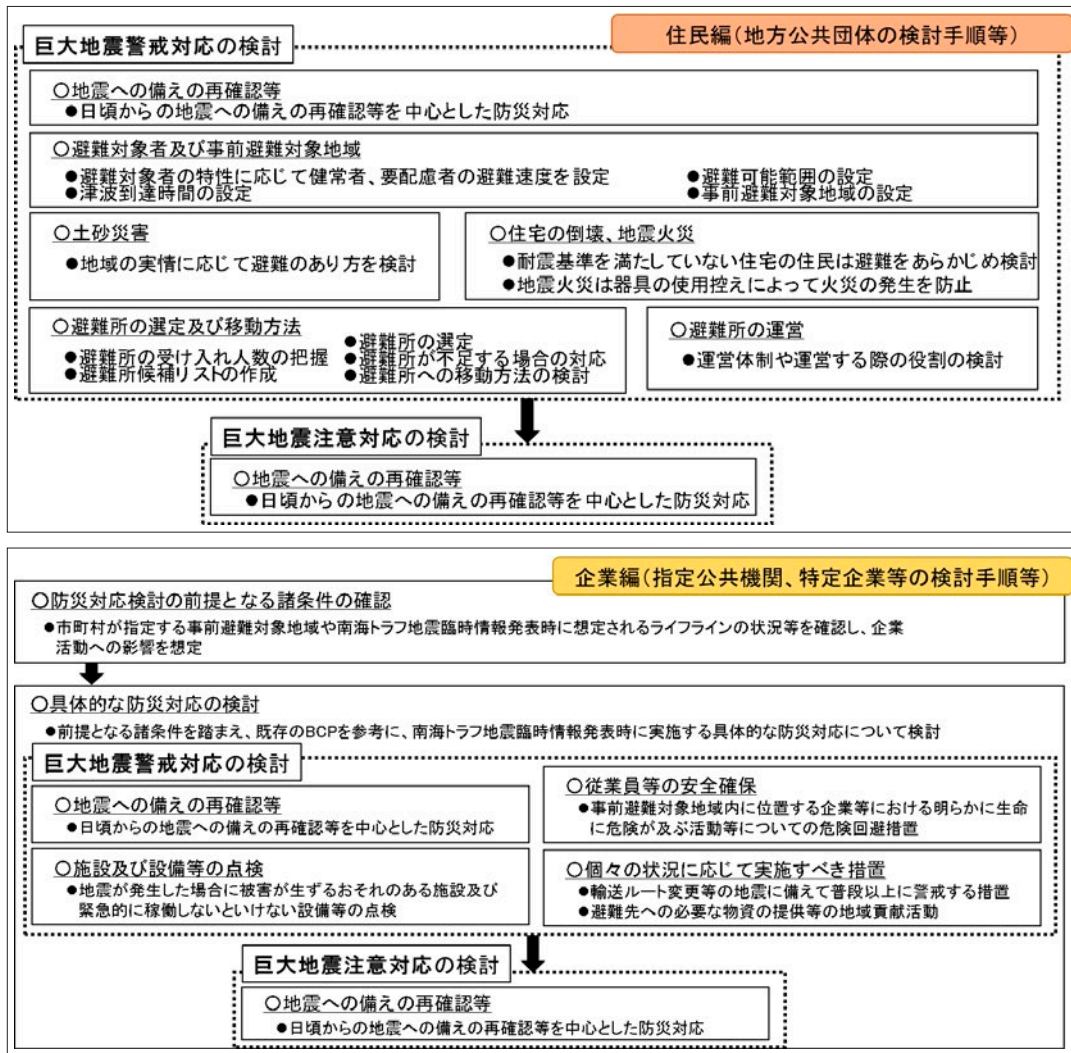 住民編(地方公共団体の検討手順等)
巨大地震警戒対応の検討
○地震への備えの再確認等
●日頃からの地震への備えの再確認等を中心とした防災対応
○避難対象者及び事前避難対象地域
●避難対象者の特性に応じて健常者、要配慮者の避難速度を設定
●津波到達時間の設定
●避難可能範囲の設定
●事前避難対象地域の設定
○土砂災害
●地域の実情に応じて避難のあり方を検討
○住宅の倒壊、地震火災
●耐震基準を満たしていない住宅の住民は避難をあらかじめ検討
●地震火災は器具の使用控えによって火災の発生を防止
○避難所の選定及び移動方法
●避難所の受け入れ人数の把握
●避難所候補リストの作成
●避難所の選定
●避難所が不足する場合の対応
●避難所への移動方法の検討
○避難所の運営
●運営体制や運営する際の役割の検討
巨大地震注意対応の検討
○地震への備えの再確認等
●日頃からの地震への備えの再確認等を中心とした防災対応
企業編(指定公共機関、特定企業等の検討手順等)
○防災対応検討の前提となる諸条件の確認
●市町村が指定する事前避難対象地域や南海トラフ地震臨時情報発表時に想定されるライフラインの状況等を確認し、企業
活動への影響を想定
○具体的な防災対応の検討
●前提となる諸条件を踏まえ、既存のBCPを参考に、南海トラフ地震臨時情報発表時に実施する具体的な防災対応について検討
巨大地震警戒対応の検討
○地震への備えの再確認等
●日頃からの地震への備えの再確認等を中心とした防災対応
○従業員等の安全確保
●事前避難対象地域内に位置する企業等における明らかに生命
に危険が及ぶ活動等についての危険回避措置
○施設及び設備等の点検
●地震が発生した場合に被害が生ずるおそれのある施設及び
緊急的に稼働しないといけない設備等の点検
○個々の状況に応じて実施すべき措置
●輸送ルート変更等の地震に備えて普段以上に警戒する措置
●避難先への必要な物資の提供等の地域貢献活動
巨大地震注意対応の検討
○地震への備えの再確認等
●日頃からの地震への備えの再確認等を中心とした防災対応